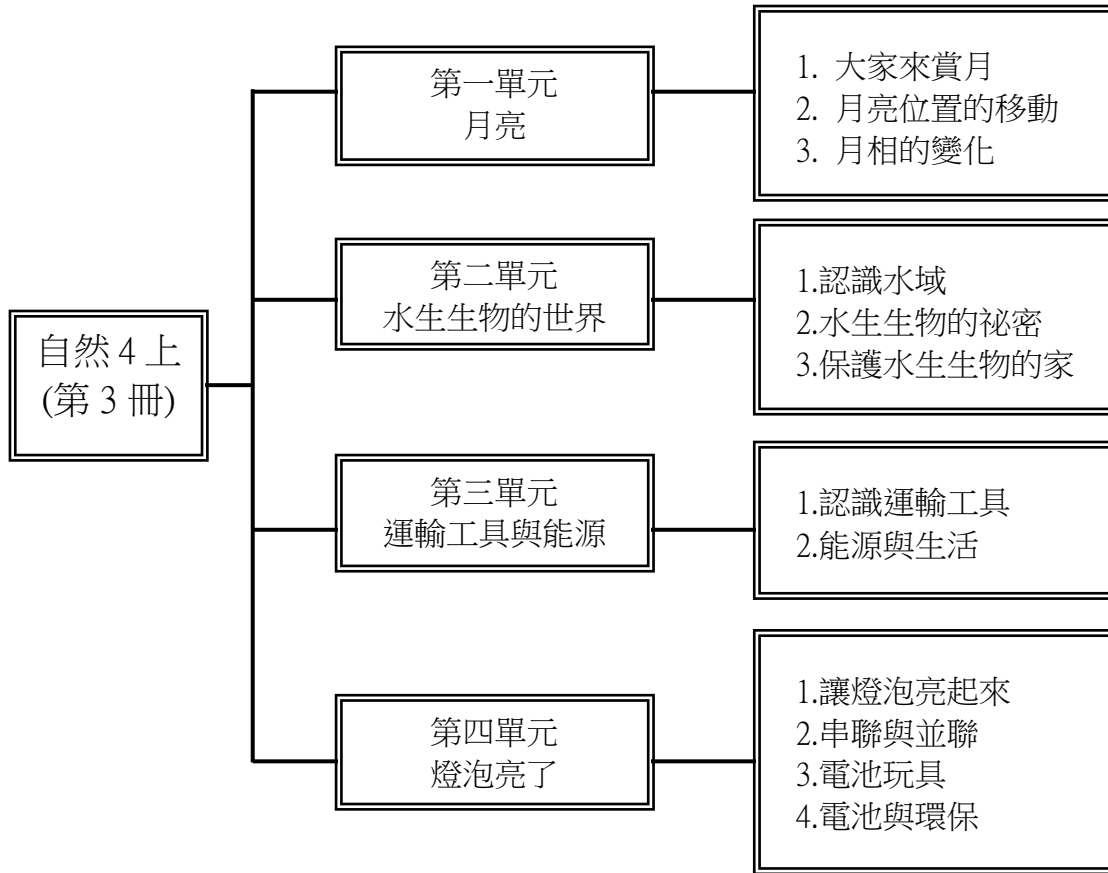 自然 4 上
(第 3 冊)
第一單元
月亮
1. 大家來賞月
2. 月亮位置的移動
3. 月相的變化
第二單元
水生生物的世界
1.認識水域
2.水生生物的祕密
3.保護水生生物的家
第三單元
運輸工具與能源
1.認識運輸工具
2.能源與生活
第四單元
燈泡亮了
1.讓燈泡亮起來
2.串聯與並聯
3.電池玩具
4.電池與環保